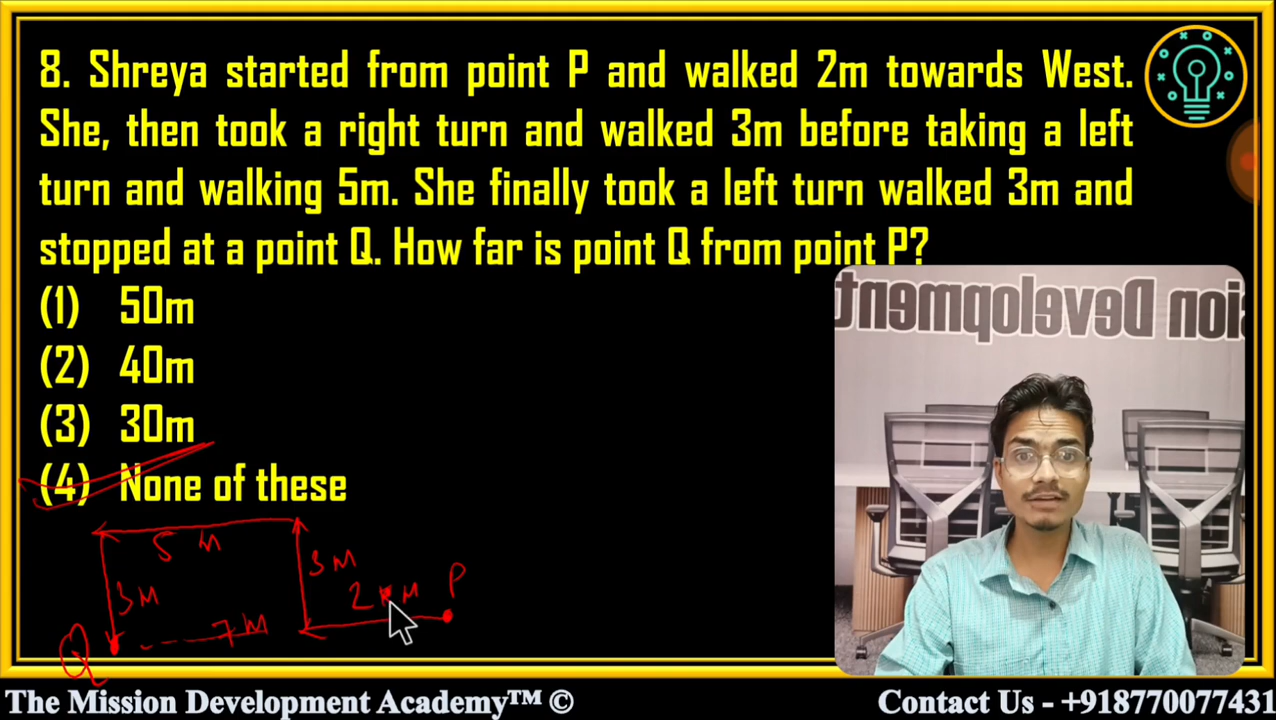 8. Shreya started from point P and walked 2m towards West.
She, then took a right turn and walked 3m before taking a left
turn and walking 5m. She finally took a left turn walked 3m and
stopped at a point Q. How far is point Q from point P?
(1) 50m
(2) 40m
(3) 30m
(4) None of these
5 M
3M
3M
2 M
P
Q
7 M
sion Development
The Mission Development Academy™ ©
Contact Us - +918770077431